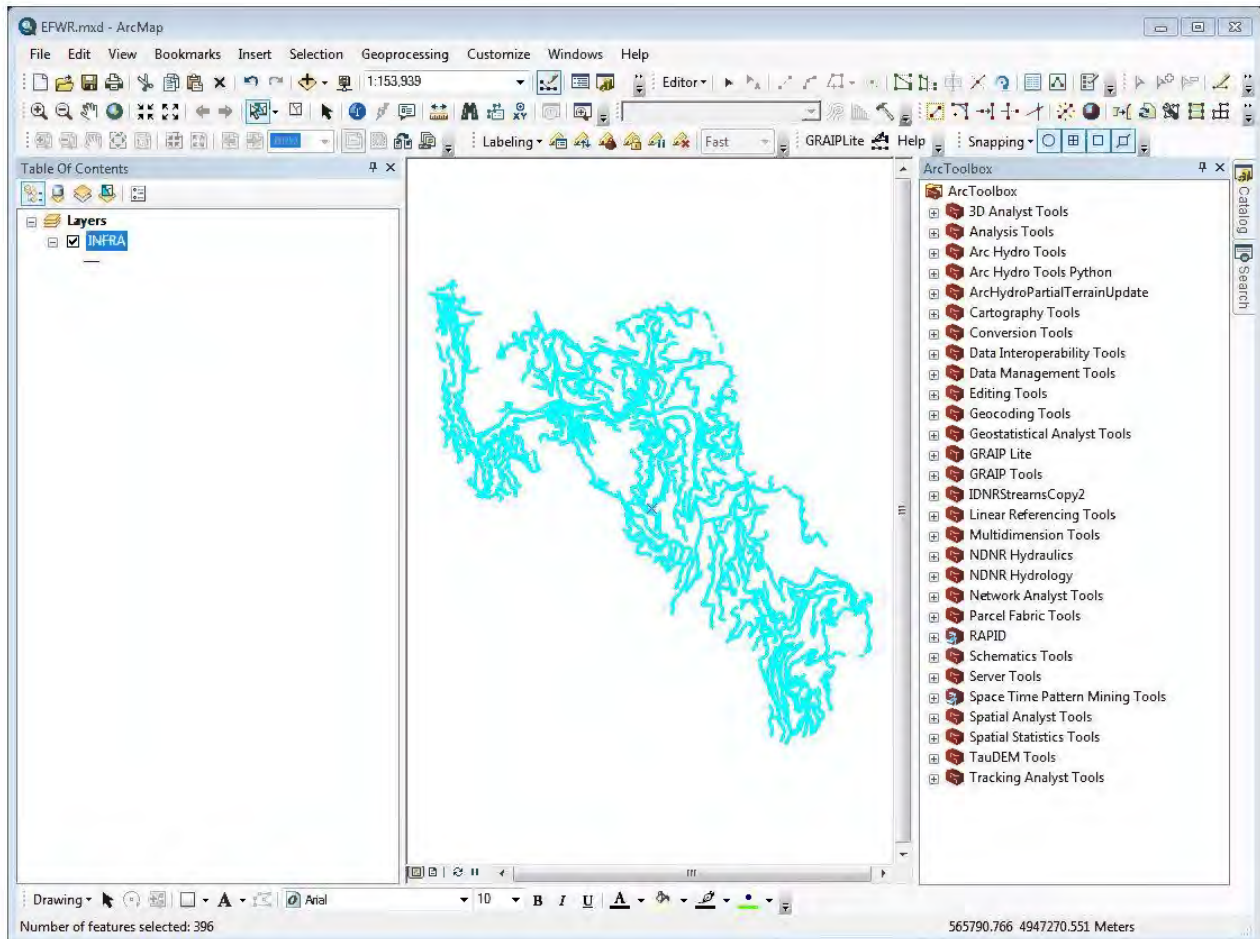 EFWR.mxd - ArcMap
File Edit View Bookmarks Insert Selection Geoprocessing Customize Windows Help
1:153,939 Editor
Labeling Fast GRAIPLite Help Snapping
Table Of Contents
Layers
INFRA
ArcToolbox
ArcToolbox
3D Analyst Tools
Analysis Tools
Arc Hydro Tools
Arc Hydro Tools Python
ArcHydroPartialTerrainUpdate
Cartography Tools
Conversion Tools
Data Interoperability Tools
Data Management Tools
Editing Tools
Geocoding Tools
Geostatistical Analyst Tools
GRAIP Lite
GRAIP Tools
IDNRStreamsCopy2
Linear Referencing Tools
Multidimension Tools
NDNR Hydraulics
NDNR Hydrology
Network Analyst Tools
Parcel Fabric Tools
RAPID
Schematics Tools
Server Tools
Space Time Pattern Mining Tools
Spatial Analyst Tools
Spatial Statistics Tools
TauDEM Tools
Tracking Analyst Tools
Catalog
Search
Drawing A Arial 10 B I U A
Number of features selected: 396
565790.766 4947270.551 Meters